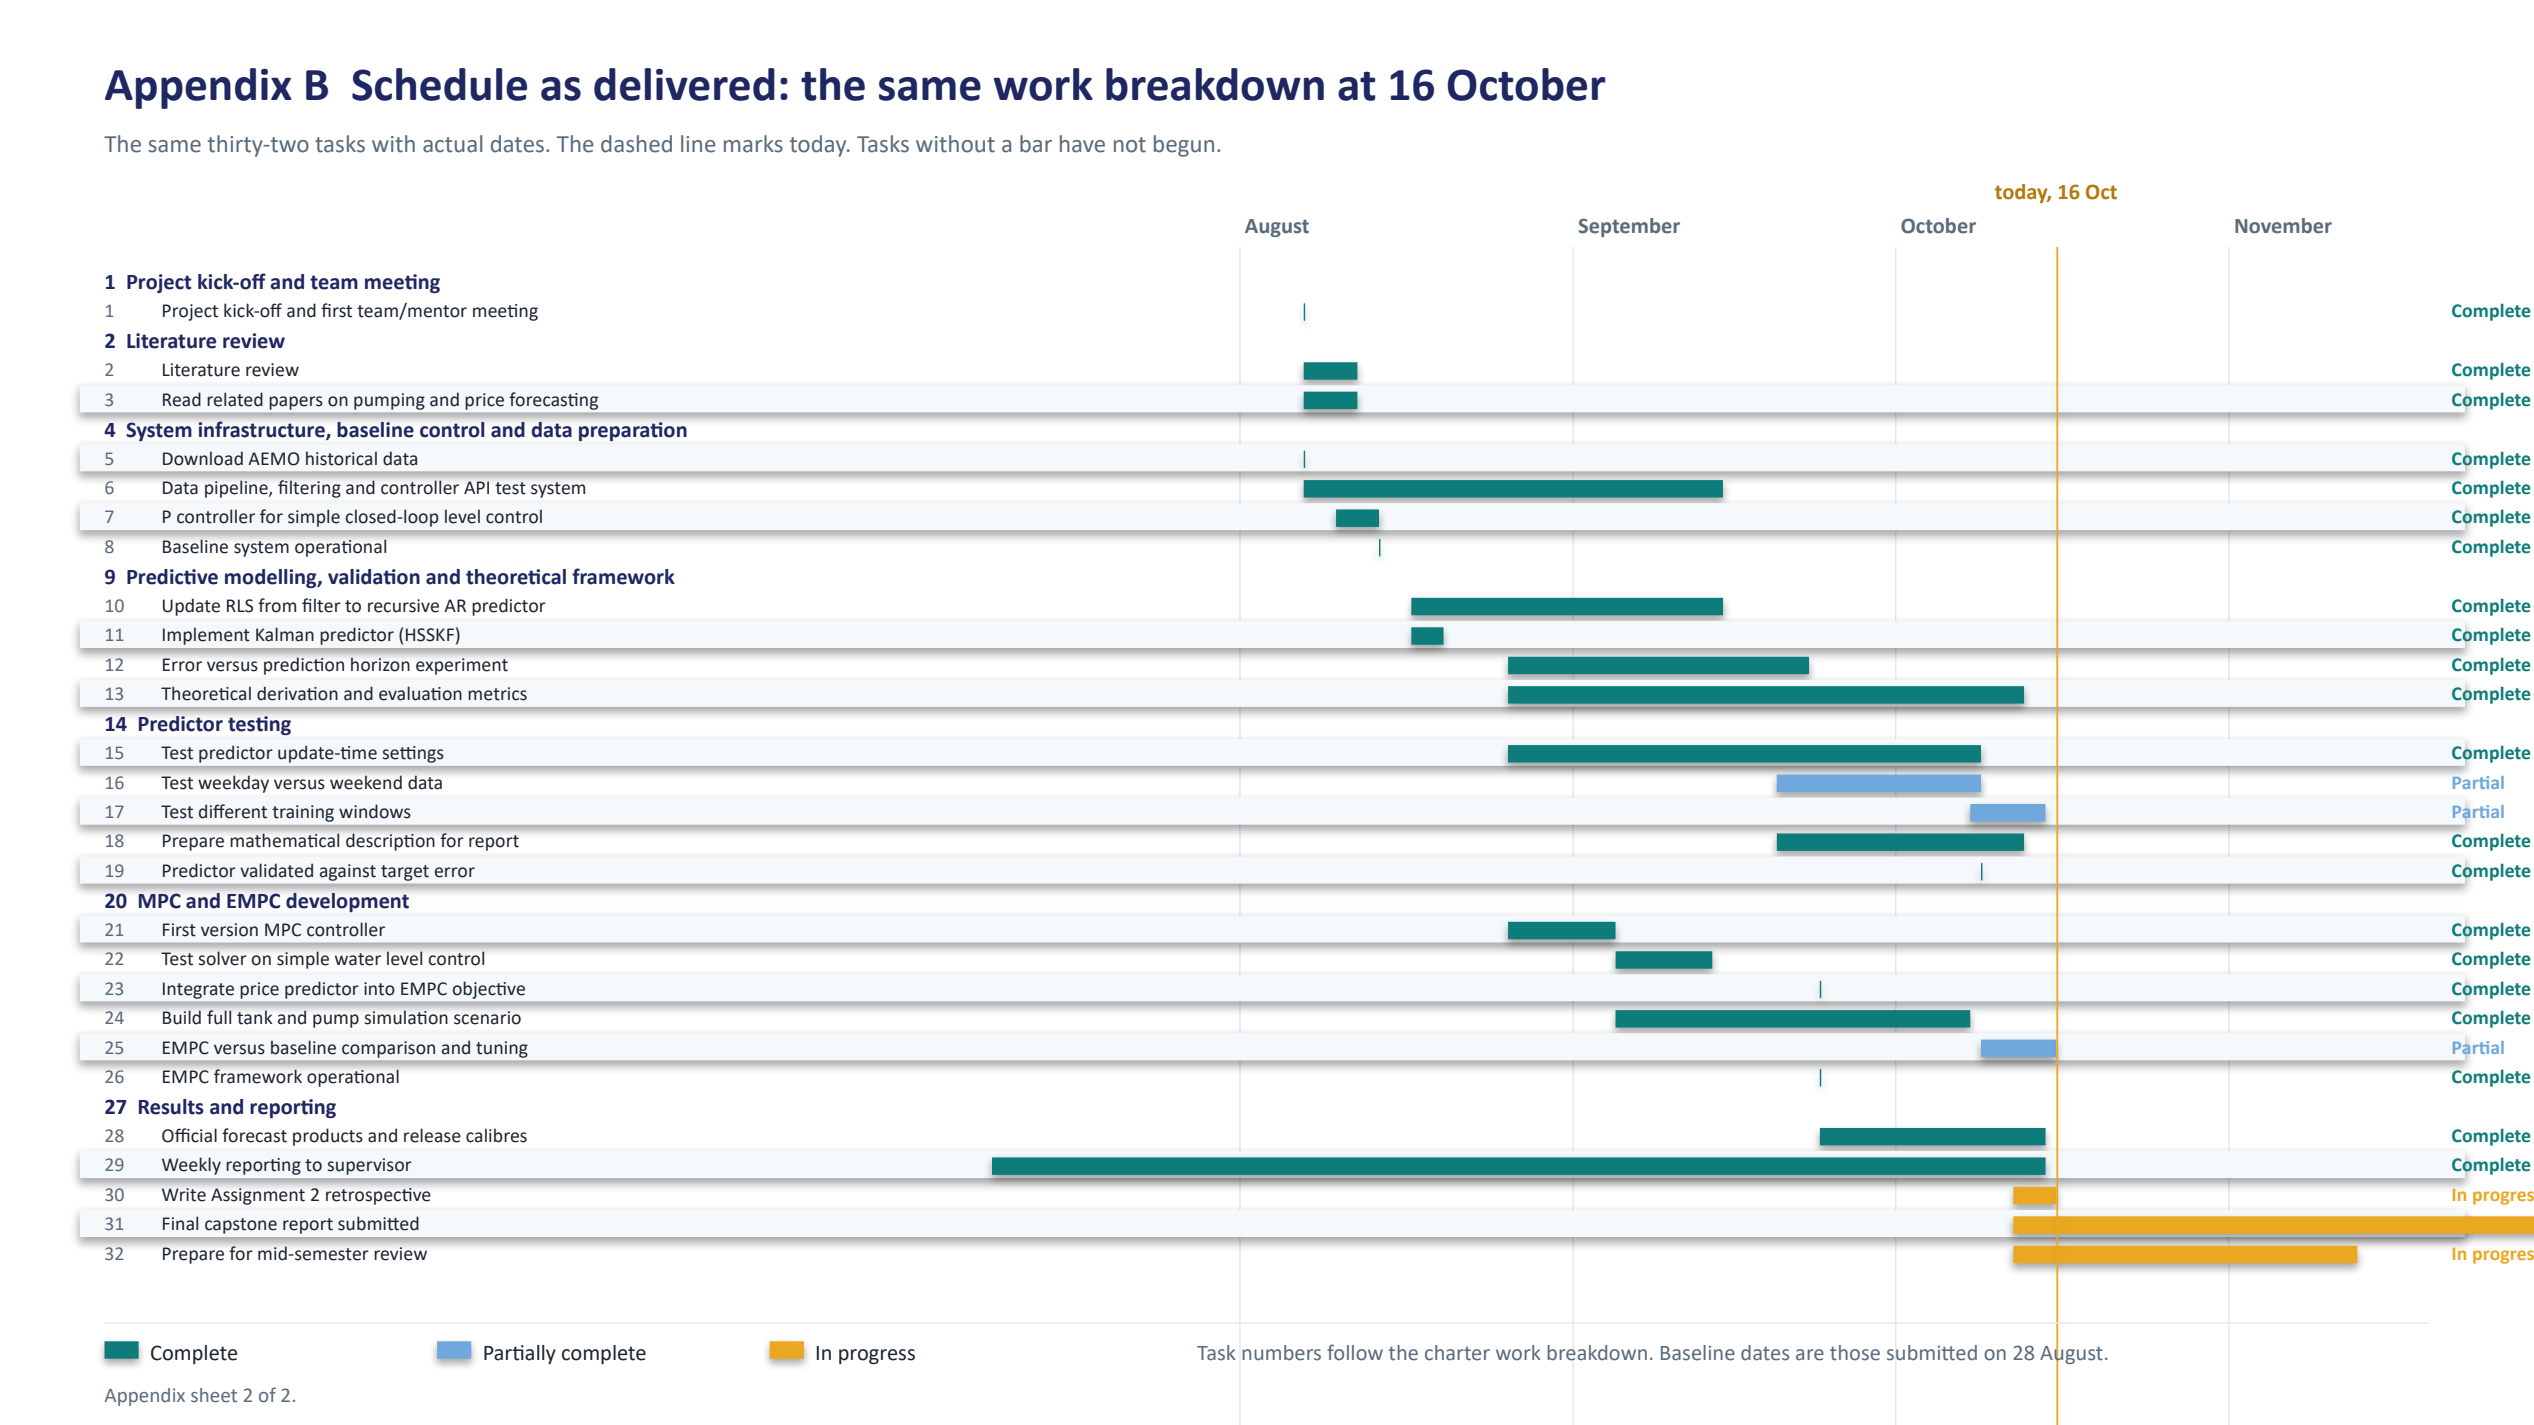 Appendix B  Schedule as delivered: the same work breakdown at 16 October
The same thirty-two tasks with actual dates. The dashed line marks today. Tasks without a bar have not begun.
today, 16 Oct
August September October November
1 Project kick-off and team meeting
1 Project kick-off and first team/mentor meeting Complete
2 Literature review
2 Literature review Complete
3 Read related papers on pumping and price forecasting Complete
4 System infrastructure, baseline control and data preparation
5 Download AEMO historical data Complete
6 Data pipeline, filtering and controller API test system Complete
7 P controller for simple closed-loop level control Complete
8 Baseline system operational Complete
9 Predictive modelling, validation and theoretical framework
10 Update RLS from filter to recursive AR predictor Complete
11 Implement Kalman predictor (HSSKF) Complete
12 Error versus prediction horizon experiment Complete
13 Theoretical derivation and evaluation metrics Complete
14 Predictor testing
15 Test predictor update-time settings Complete
16 Test weekday versus weekend data Partial
17 Test different training windows Partial
18 Prepare mathematical description for report Complete
19 Predictor validated against target error Complete
20 MPC and EMPC development
21 First version MPC controller Complete
22 Test solver on simple water level control Complete
23 Integrate price predictor into EMPC objective Complete
24 Build full tank and pump simulation scenario Complete
25 EMPC versus baseline comparison and tuning Partial
26 EMPC framework operational Complete
27 Results and reporting
28 Official forecast products and release calibres Complete
29 Weekly reporting to supervisor Complete
30 Write Assignment 2 retrospective In progres
31 Final capstone report submitted
32 Prepare for mid-semester review In progres
Complete Partially complete In progress Task numbers follow the charter work breakdown. Baseline dates are those submitted on 28 August.
Appendix sheet 2 of 2.